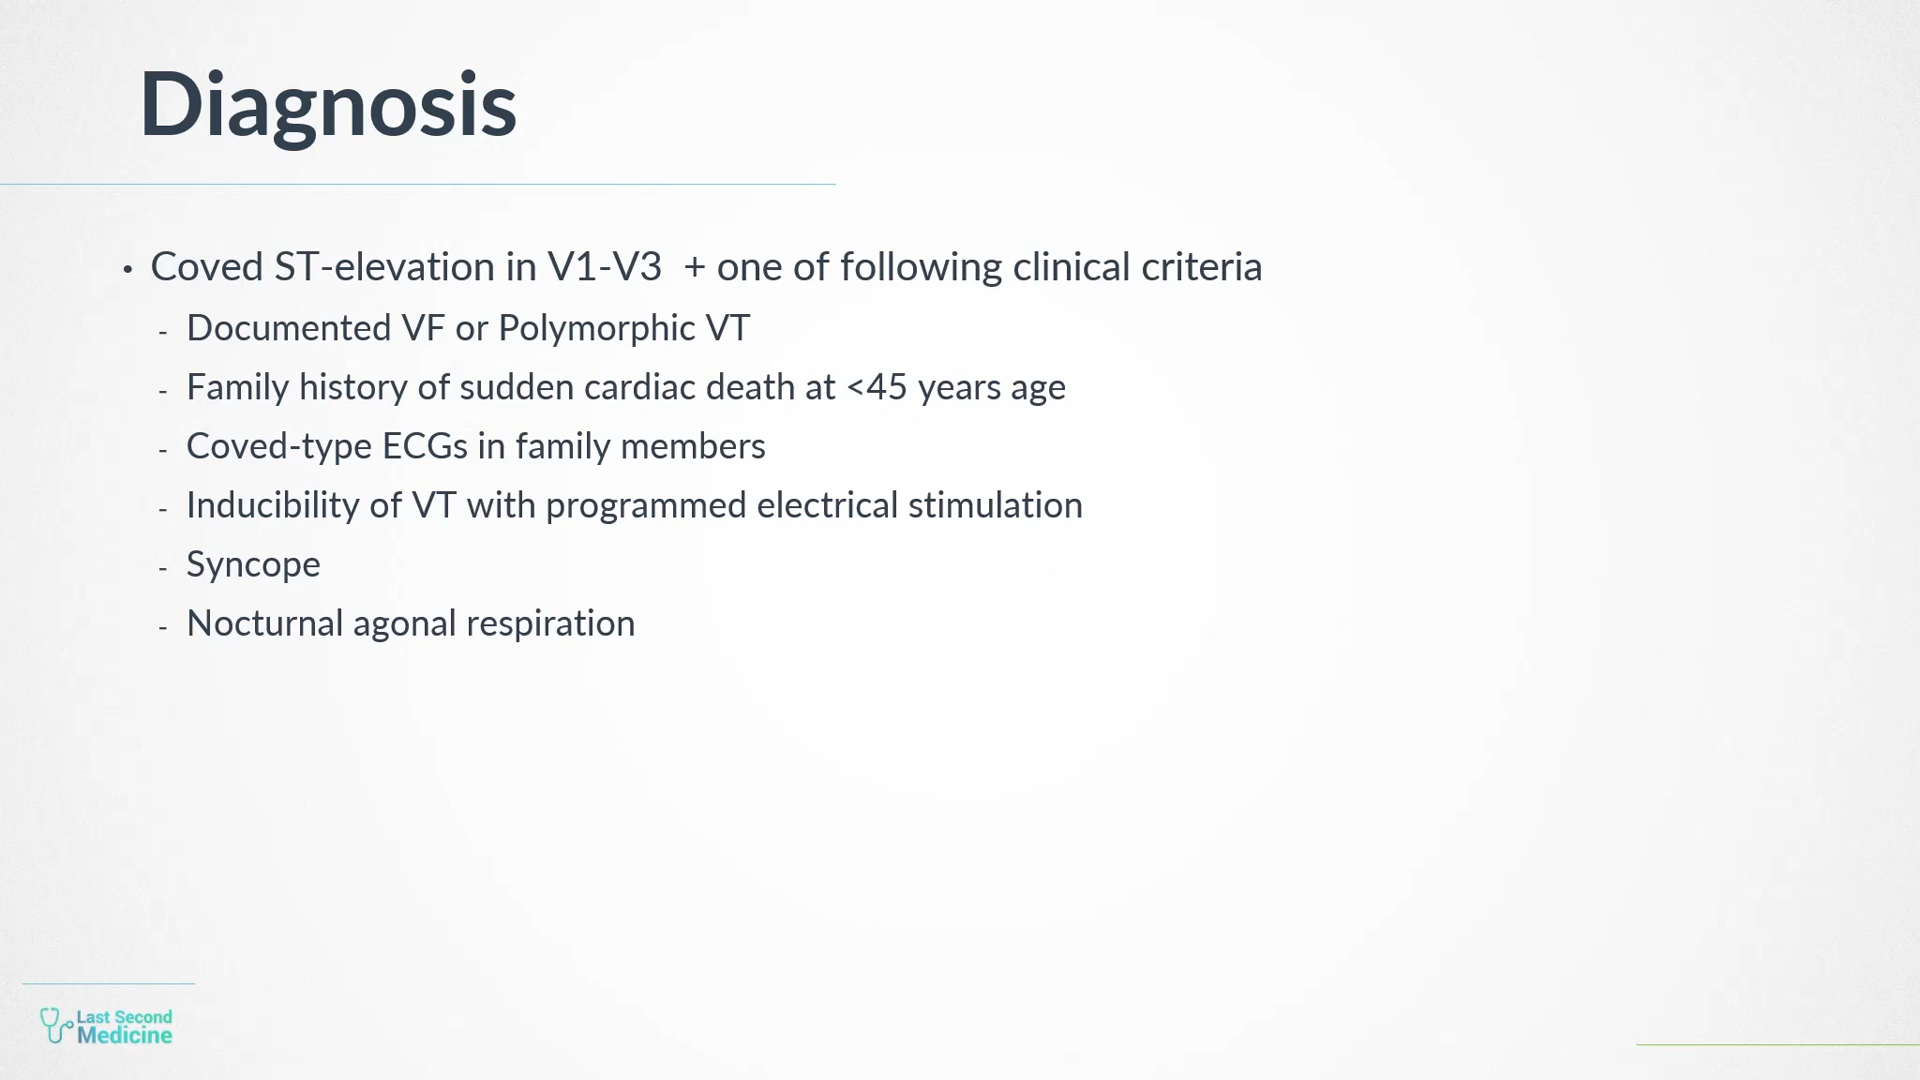 Diagnosis
• Coved ST-elevation in V1-V3 + one of following clinical criteria
- Documented VF or Polymorphic VT
- Family history of sudden cardiac death at <45 years age
- Coved-type ECGs in family members
- Inducibility of VT with programmed electrical stimulation
- Syncope
- Nocturnal agonal respiration
Last Second
Medicine